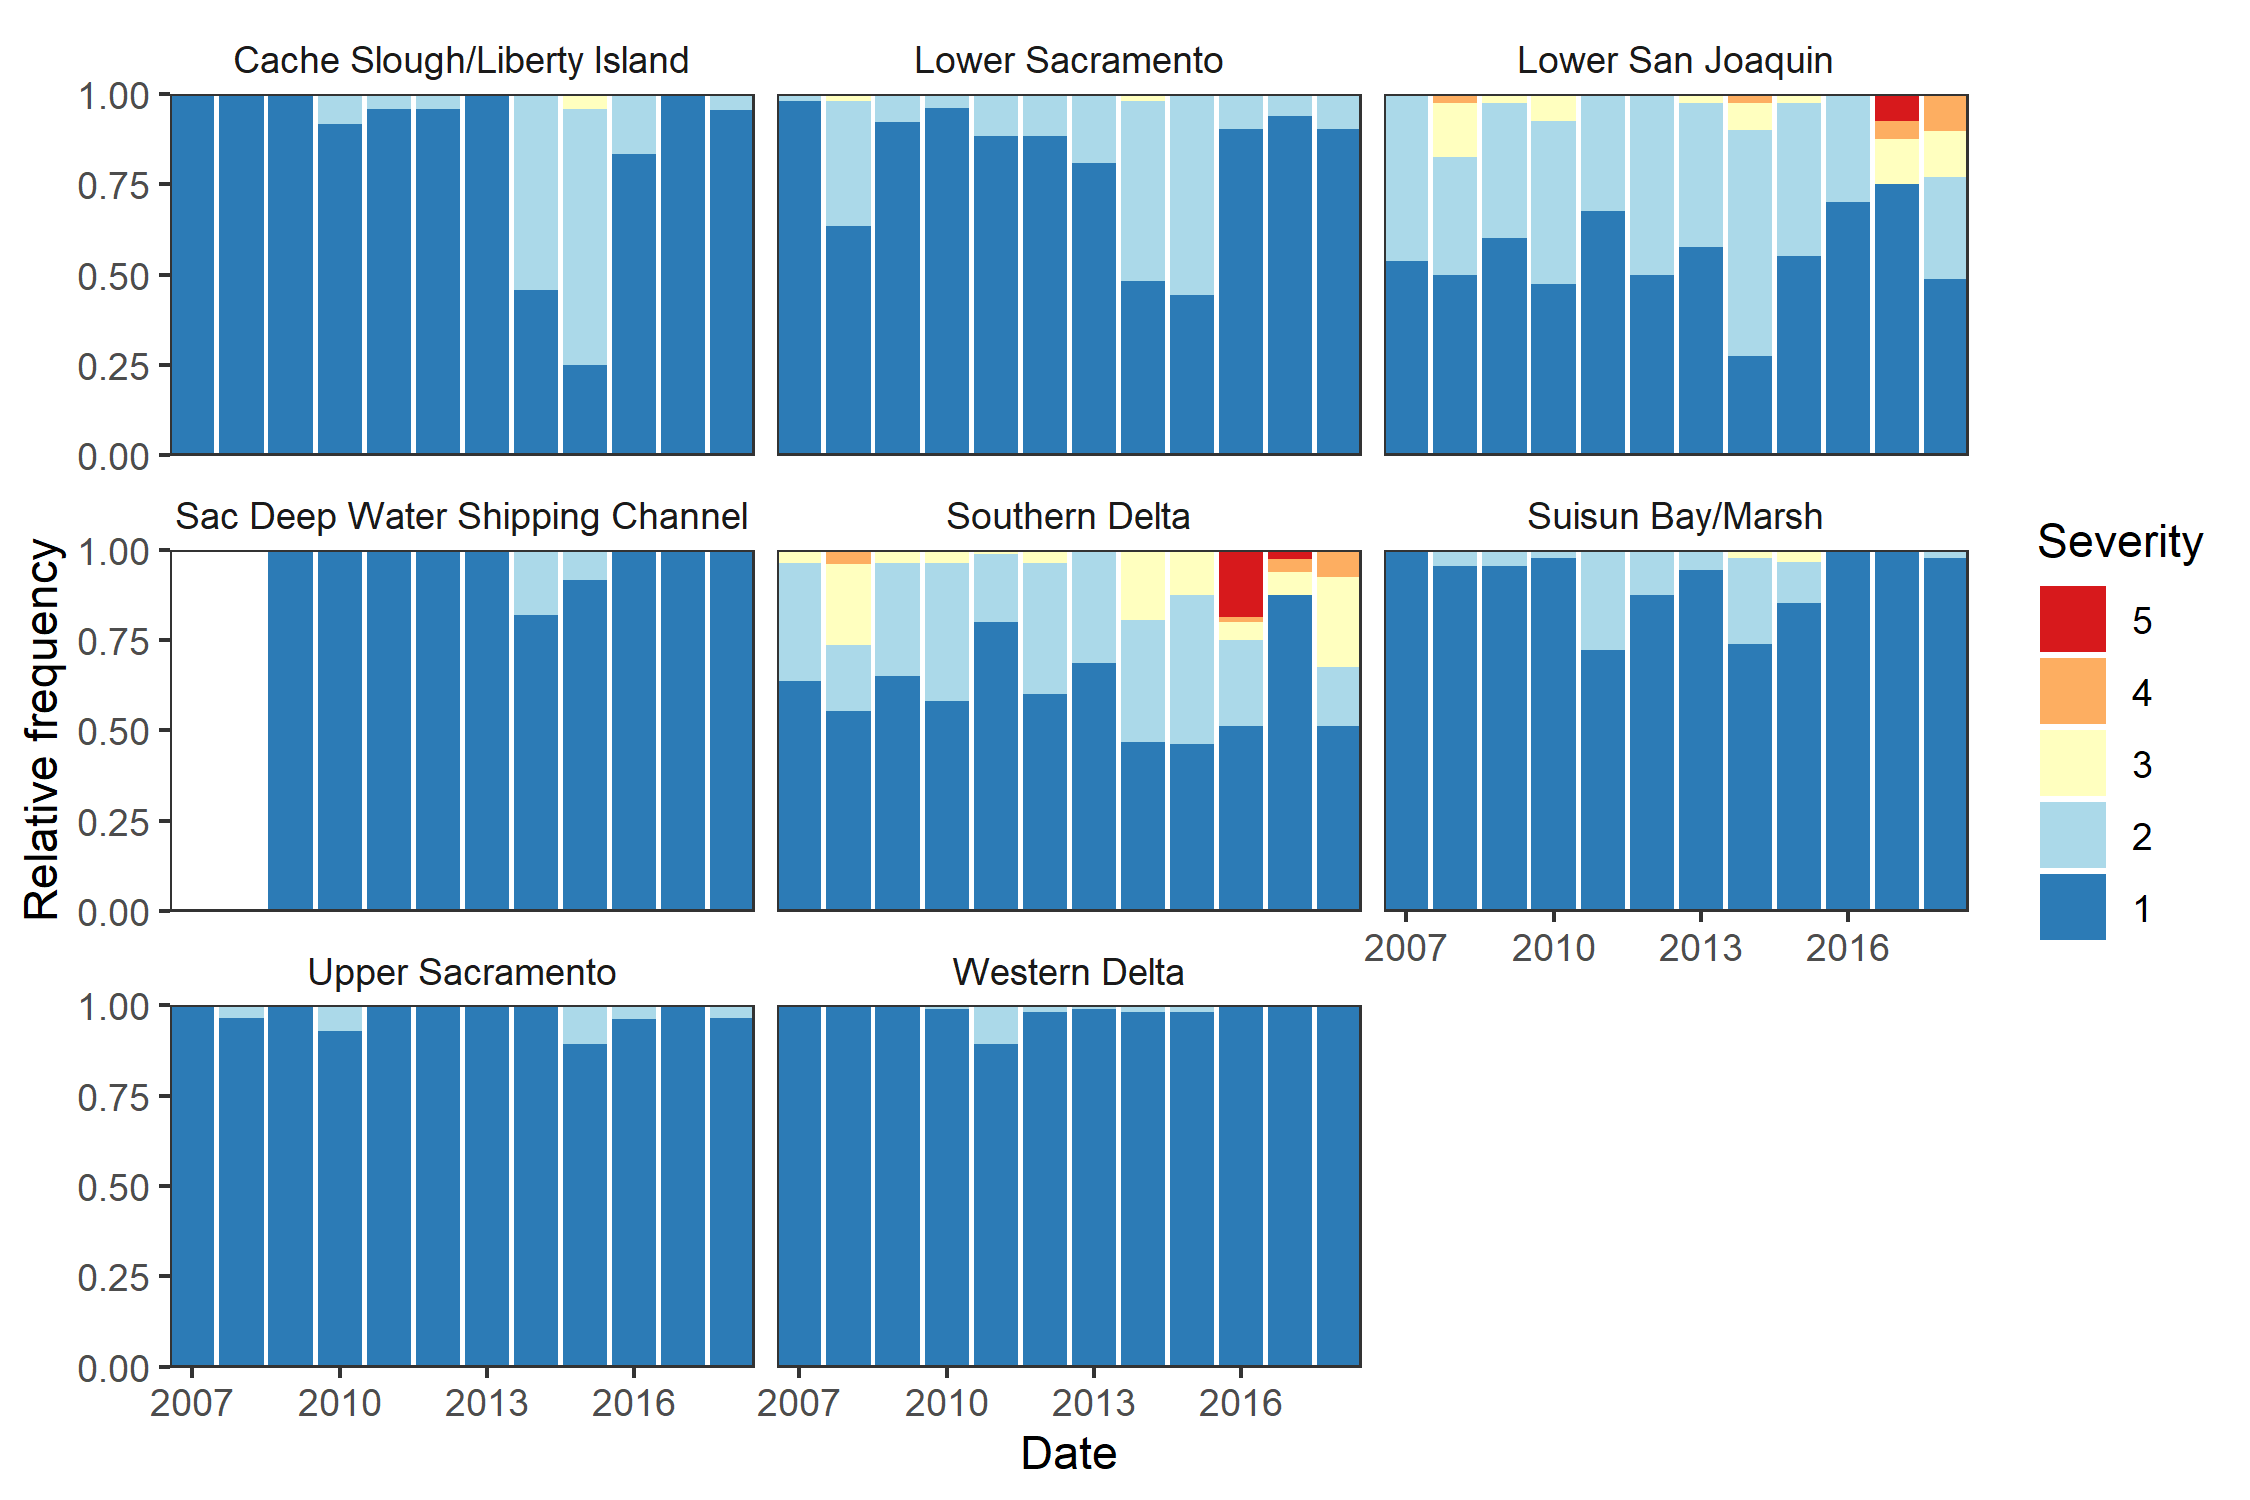 Cache Slough/Liberty Island
Lower Sacramento
Lower San Joaquin
1.00
0.75
0.50
0.25
0.00
Sac Deep Water Shipping Channel
Southern Delta
Suisun Bay/Marsh
1.00
0.75
0.50
0.25
0.00
2007
2010
2013
2016
Upper Sacramento
Western Delta
1.00
0.75
0.50
0.25
0.00
2007
2010
2013
2016
2007
2010
2013
2016
Date
Relative frequency
Severity
5
4
3
2
1